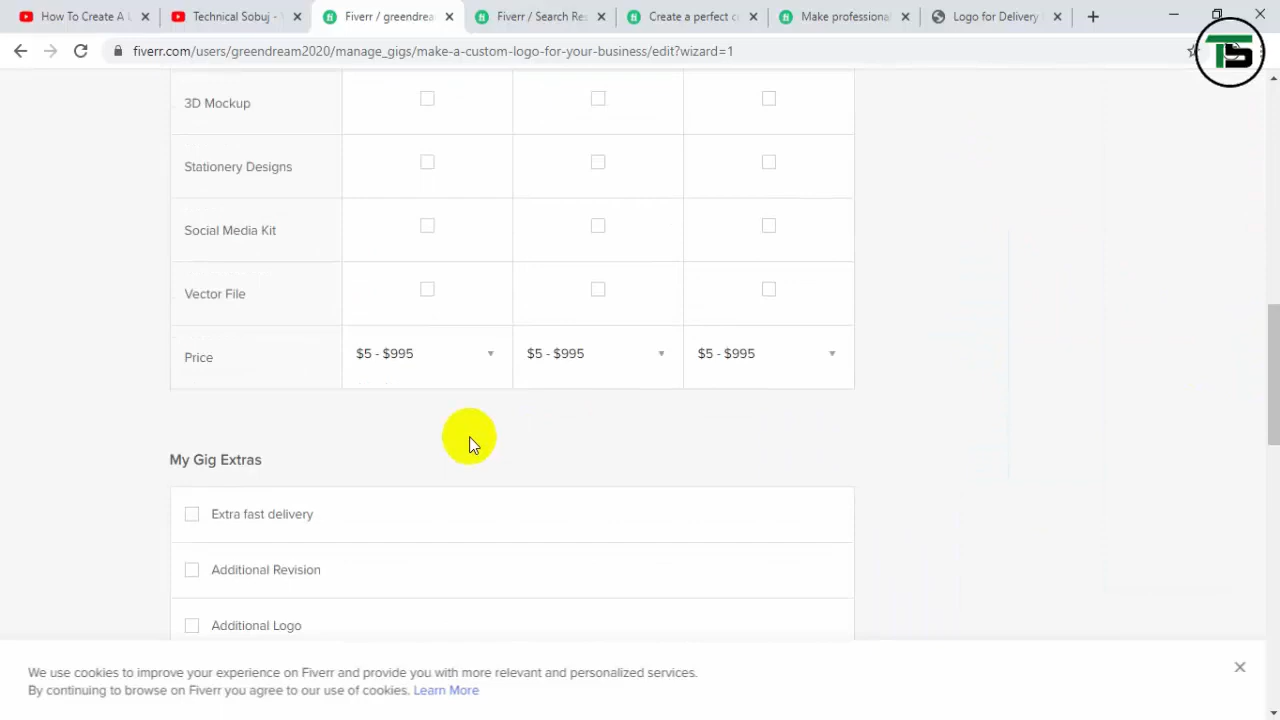 How To Create A U
Technical Sobuj -
Fiverr / greendrea
Fiverr / Search Res
Create a perfect c
Make professional
Logo for Delivery
fiverr.com/users/greendream2020/manage_gigs/make-a-custom-logo-for-your-business/edit?wizard=1
TS
3D Mockup
Stationery Designs
Social Media Kit
Vector File
Price $5 - $995 $5 - $995 $5 - $995
My Gig Extras
Extra fast delivery
Additional Revision
Additional Logo
We use cookies to improve your experience on Fiverr and provide you with more relevant and personalized services.
By continuing to browse on Fiverr you agree to our use of cookies. Learn More